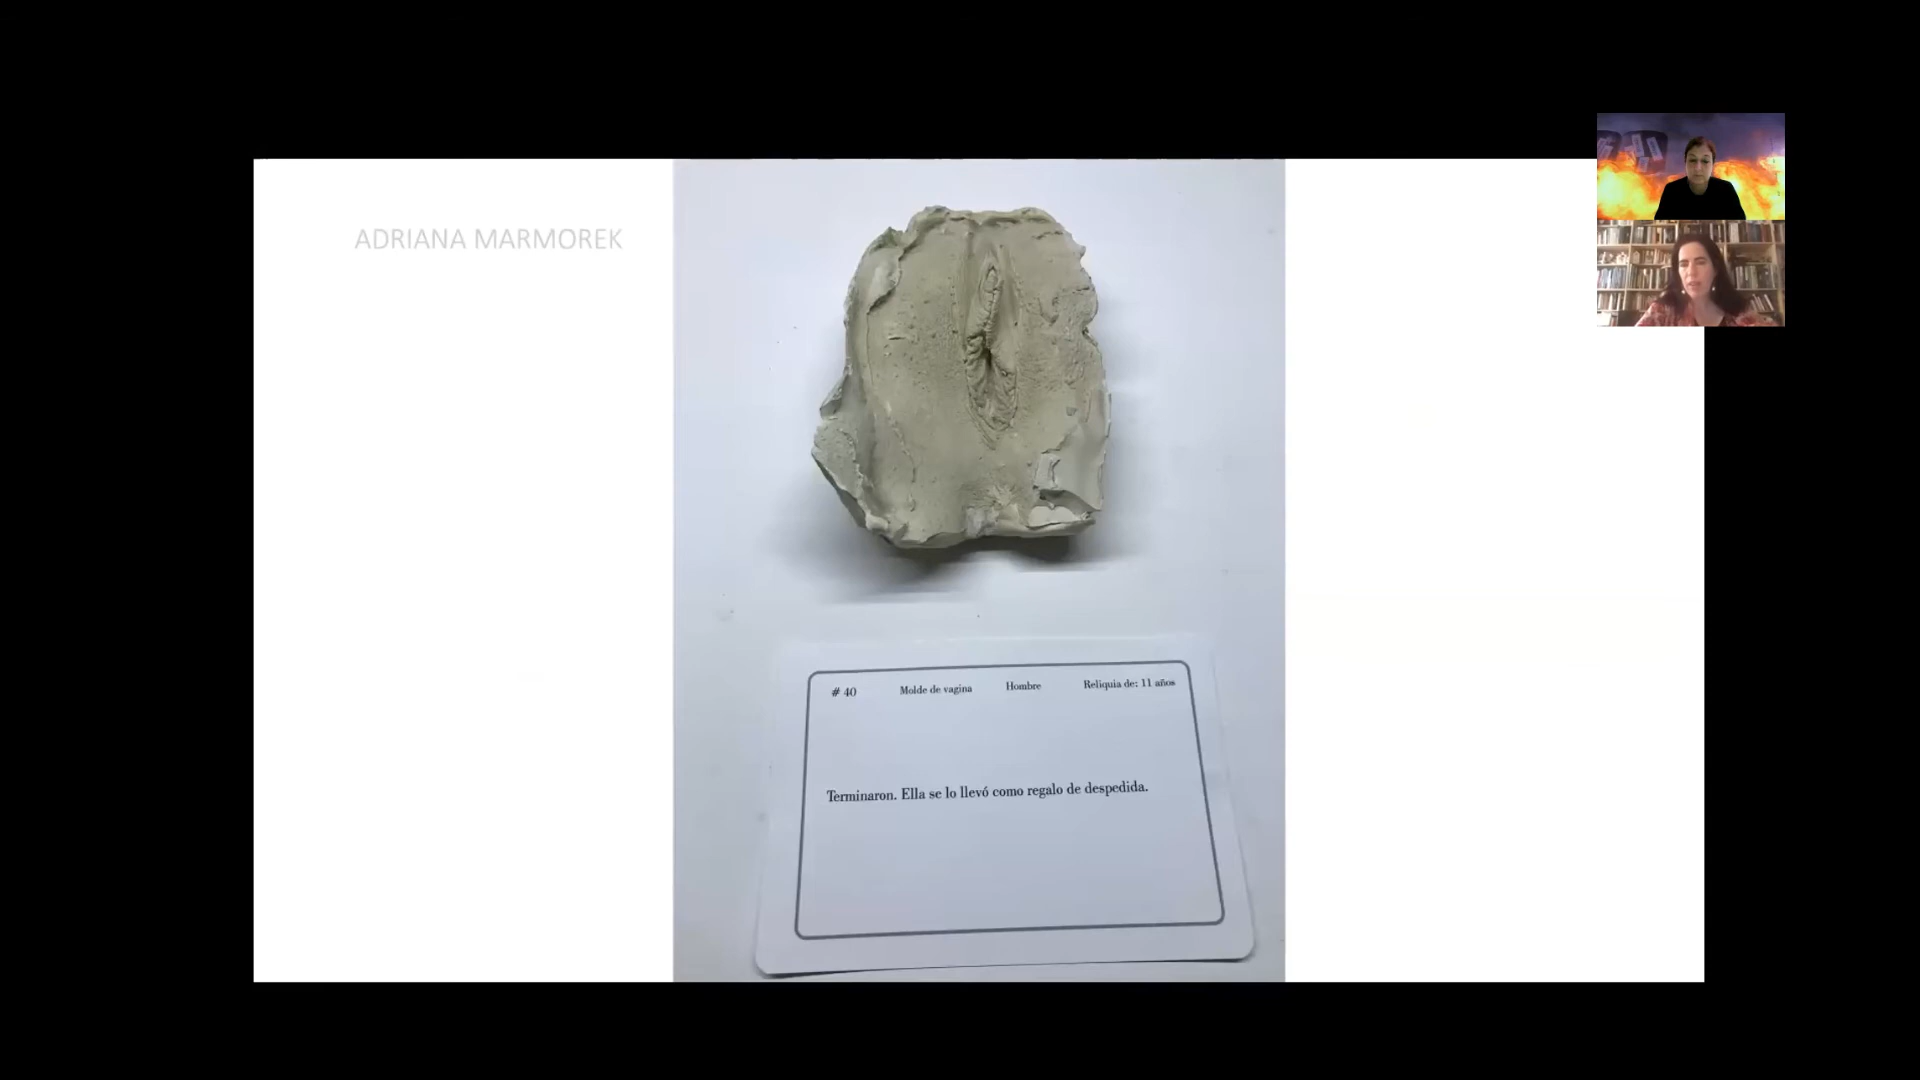 ADRIANA MARMOREK
# 40 Molde de vagina Hombre Reliquia de: 11 años
Terminaron. Ella se lo llevó como regalo de despedida.